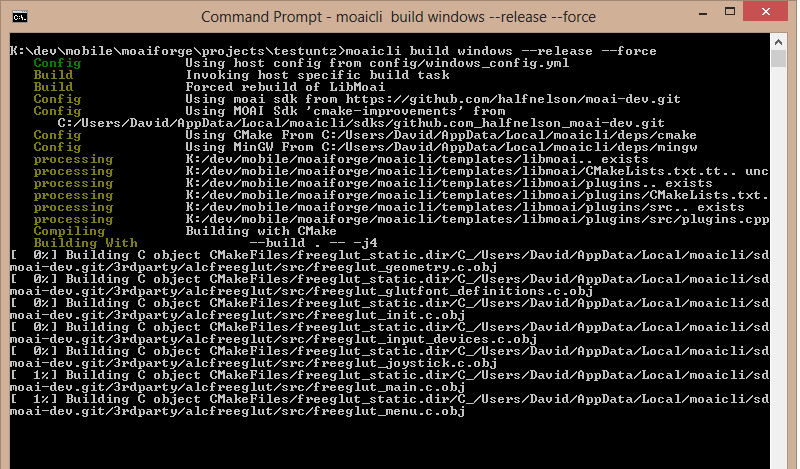 Command Prompt - moaicli build windows --release --force
K:\dev\mobile\moaiforge\projects\testuntz>moaicli build windows --release --force
Config Using host config from config/windows_config.yml
Build Invoking host specific build task
Build Forced rebuild of LibMoai
Config Using moai sdk from https://github.com/halfnelson/moai-dev.git
Config Using MOAI Sdk 'cmake-improvements' from
C:/Users/David/AppData/Local/moaicli/sdks/github.com_halfnelson_moai-dev.git
Config Using CMake From C:/Users/David/AppData/Local/moaicli/deps/cmake
Config Using MinGW From C:/Users/David/AppData/Local/moaicli/deps/mingw
processing K:/dev/mobile/moaiforge/moaicli/templates/libmoai.. exists
processing K:/dev/mobile/moaiforge/moaicli/templates/libmoai/CMakeLists.txt.tt.. unc
processing K:/dev/mobile/moaiforge/moaicli/templates/libmoai/plugins.. exists
processing K:/dev/mobile/moaiforge/moaicli/templates/libmoai/plugins/CMakeLists.txt.
processing K:/dev/mobile/moaiforge/moaicli/templates/libmoai/plugins/src.. exists
processing K:/dev/mobile/moaiforge/moaicli/templates/libmoai/plugins/src/plugins.cpp
Compiling Building with CMake
Building With --build . -- -j4
[ 0%] Building C object CMakeFiles/freeglut_static.dir/C_/Users/David/AppData/Local/moaicli/sd
moai-dev.git/3rdparty/alcfreeglut/src/freeglut_geometry.c.obj
[ 0%] Building C object CMakeFiles/freeglut_static.dir/C_/Users/David/AppData/Local/moaicli/sd
moai-dev.git/3rdparty/alcfreeglut/src/freeglut_glutfont_definitions.c.obj
[ 0%] Building C object CMakeFiles/freeglut_static.dir/C_/Users/David/AppData/Local/moaicli/sd
moai-dev.git/3rdparty/alcfreeglut/src/freeglut_init.c.obj
[ 0%] Building C object CMakeFiles/freeglut_static.dir/C_/Users/David/AppData/Local/moaicli/sd
moai-dev.git/3rdparty/alcfreeglut/src/freeglut_input_devices.c.obj
[ 0%] Building C object CMakeFiles/freeglut_static.dir/C_/Users/David/AppData/Local/moaicli/sd
moai-dev.git/3rdparty/alcfreeglut/src/freeglut_joystick.c.obj
[ 1%] Building C object CMakeFiles/freeglut_static.dir/C_/Users/David/AppData/Local/moaicli/sd
moai-dev.git/3rdparty/alcfreeglut/src/freeglut_main.c.obj
[ 1%] Building C object CMakeFiles/freeglut_static.dir/C_/Users/David/AppData/Local/moaicli/sd
moai-dev.git/3rdparty/alcfreeglut/src/freeglut_menu.c.obj